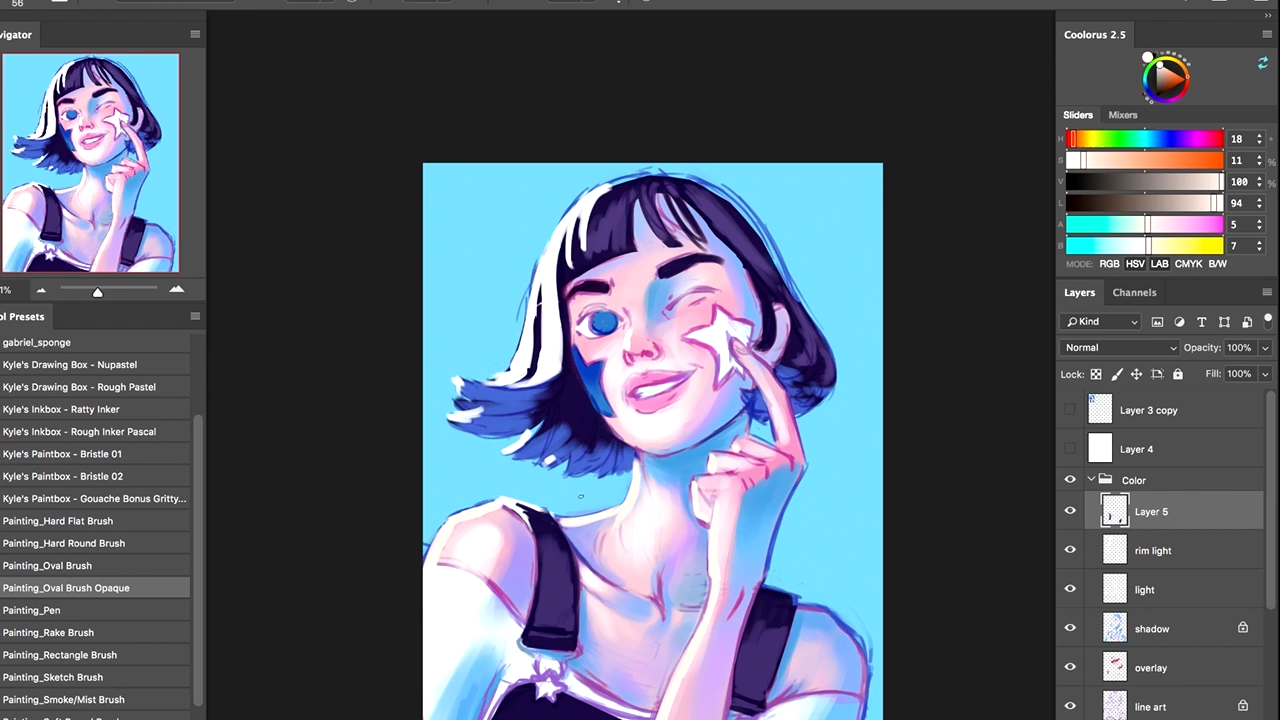 56
vigator
1%
ol Presets
gabriel_sponge
Kyle's Drawing Box - Nupastel
Kyle's Drawing Box - Rough Pastel
Kyle's Inkbox - Ratty Inker
Kyle's Inkbox - Rough Inker Pascal
Kyle's Paintbox - Bristle 01
Kyle's Paintbox - Bristle 02
Kyle's Paintbox - Gouache Bonus Gritty...
Painting_Hard Flat Brush
Painting_Hard Round Brush
Painting_Oval Brush
Painting_Oval Brush Opaque
Painting_Pen
Painting_Rake Brush
Painting_Rectangle Brush
Painting_Sketch Brush
Painting_Smoke/Mist Brush
Coolorus 2.5
Sliders Mixers
H 18 °
S 11 %
V 100 %
L 94
A 5
B 7
MODE: RGB HSV LAB CMYK B/W
Layers Channels
Kind
Normal Opacity: 100%
Lock: Fill: 100%
Layer 3 copy
Layer 4
Color
Layer 5
rim light
light
shadow
overlay
line art